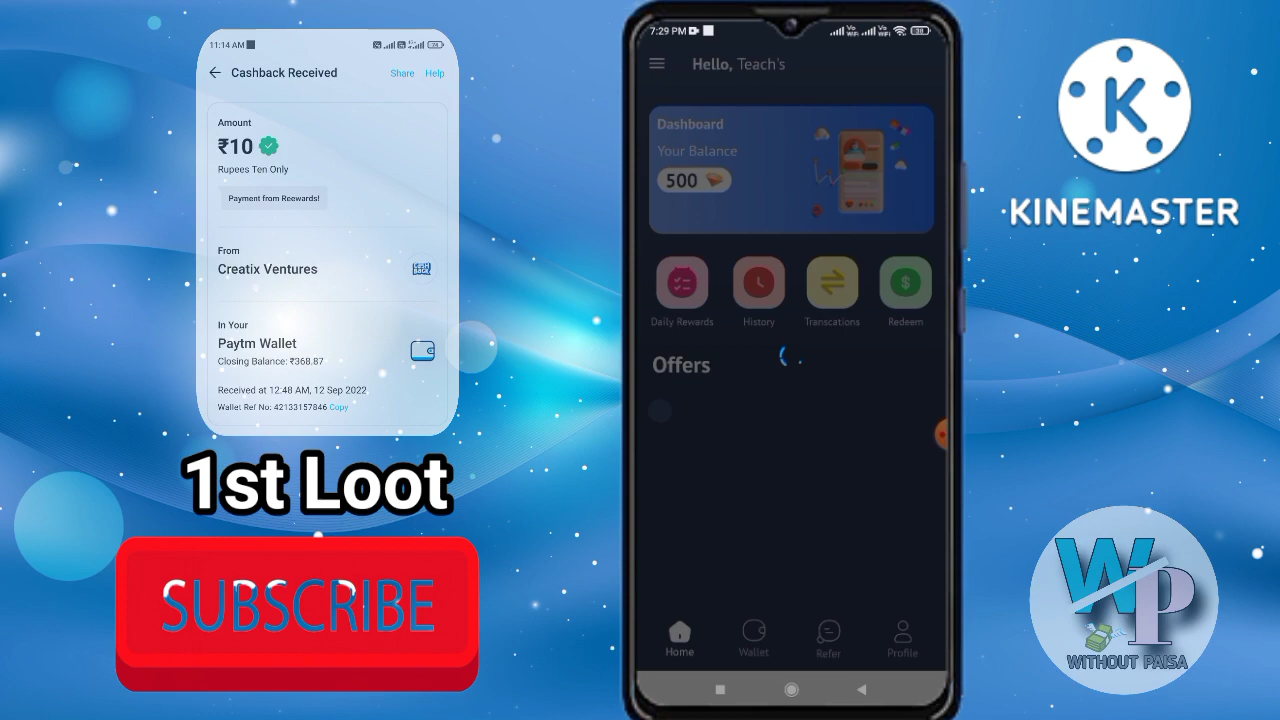 11:14 AM
Cashback Received
Share
Help
Amount
₹10
Rupees Ten Only
Payment from Reewards!
From
Creatix Ventures
In Your
Paytm Wallet
Closing Balance: ₹368.87
Received at 12:48 AM, 12 Sep 2022
Wallet Ref No: 42133157846 Copy
1st Loot
SUBSCRIBE
7:29 PM
Hello, Teach's
Dashboard
Your Balance
500
Daily Rewards
History
Transcations
Redeem
Offers
Home
Wallet
Refer
Profile
K
KINEMASTER
WP
WITHOUT PAISA